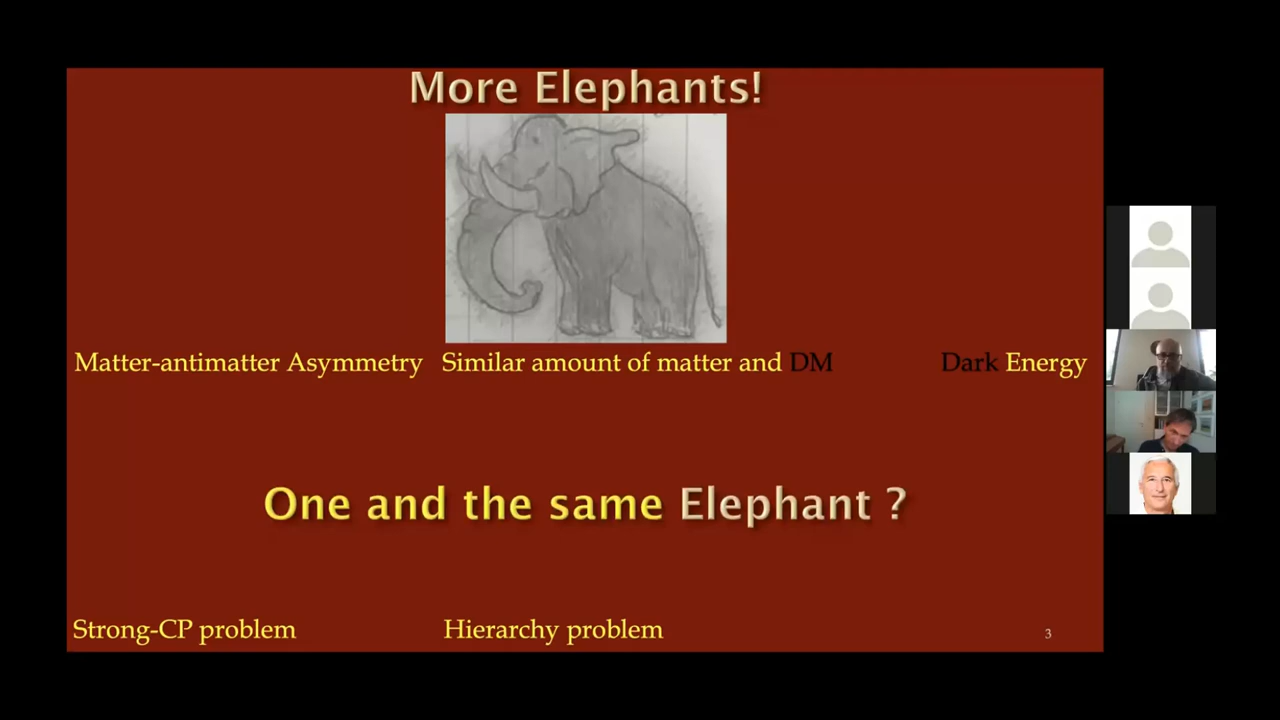 More Elephants!
Matter-antimatter Asymmetry
Similar amount of matter and DM
Dark Energy
One and the same Elephant ?
Strong-CP problem
Hierarchy problem
3